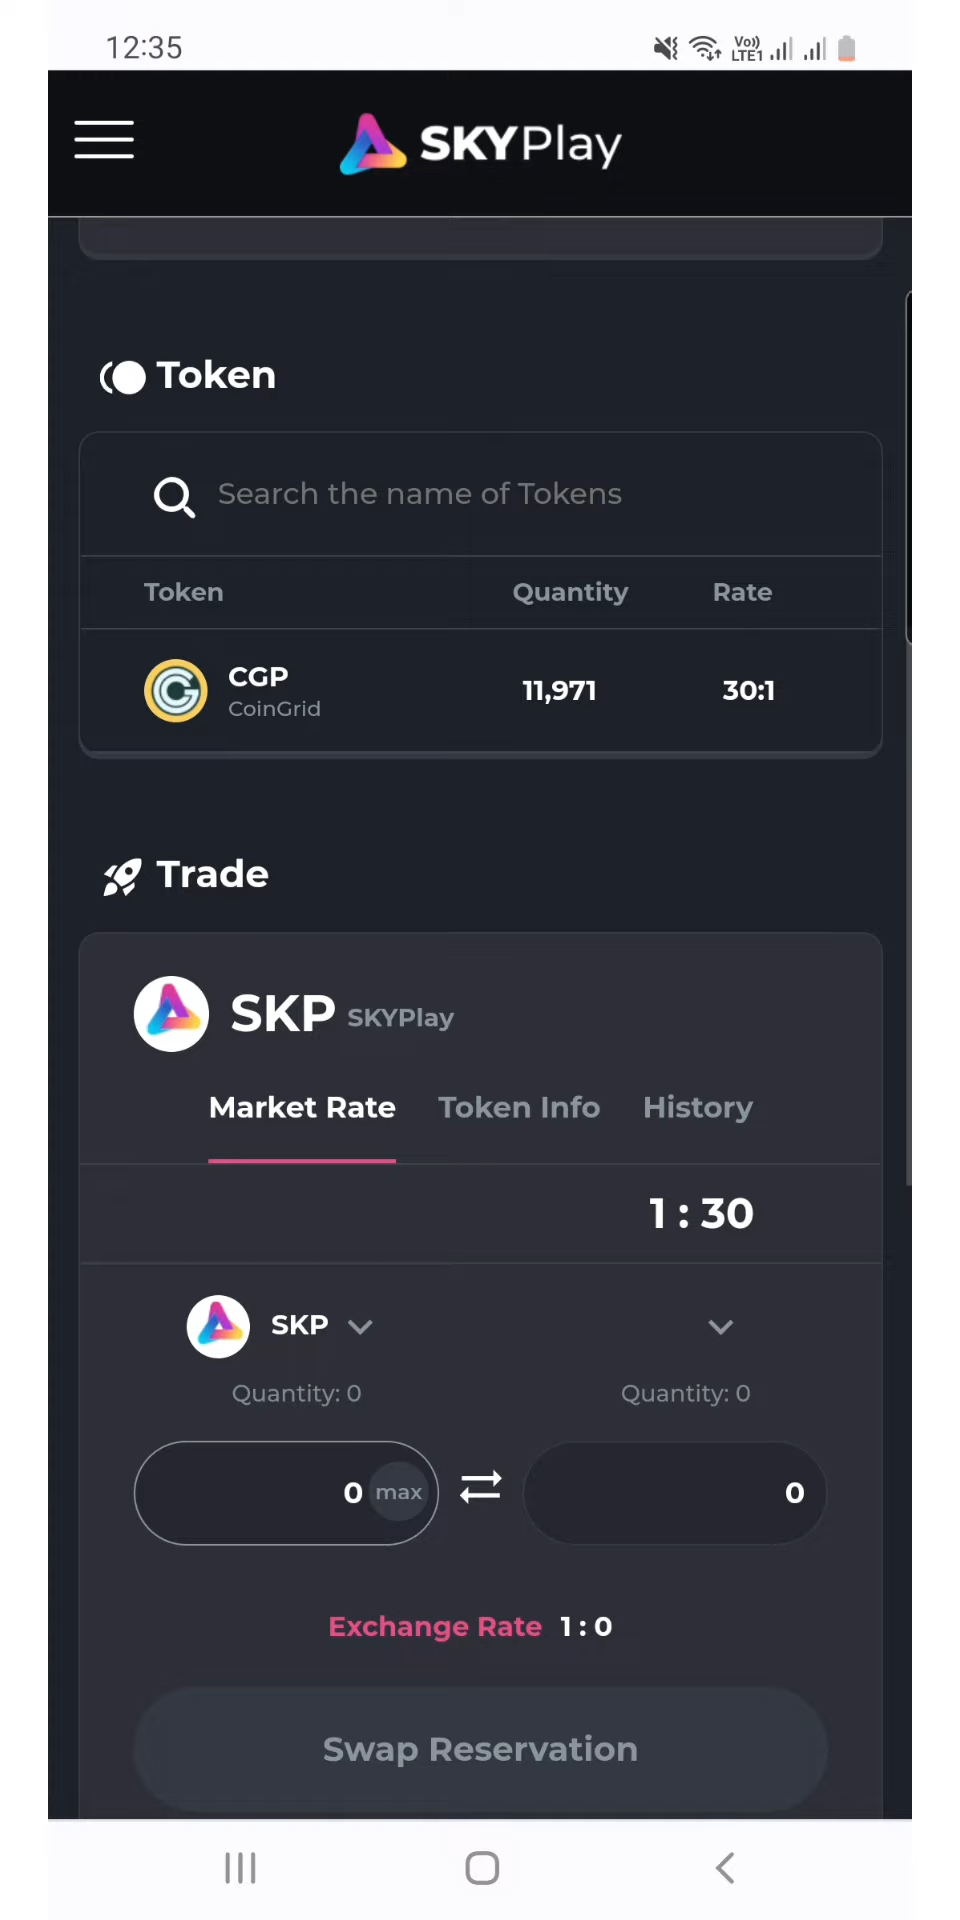 12:35
Vo)) LTE1
SKYPlay
Token
Search the name of Tokens
Token Quantity Rate
CGP 11,971 30:1
CoinGrid
Trade
SKP SKYPlay
Market Rate Token Info History
1 : 30
SKP
Quantity: 0 Quantity: 0
0 max 0
Exchange Rate 1 : 0
Swap Reservation